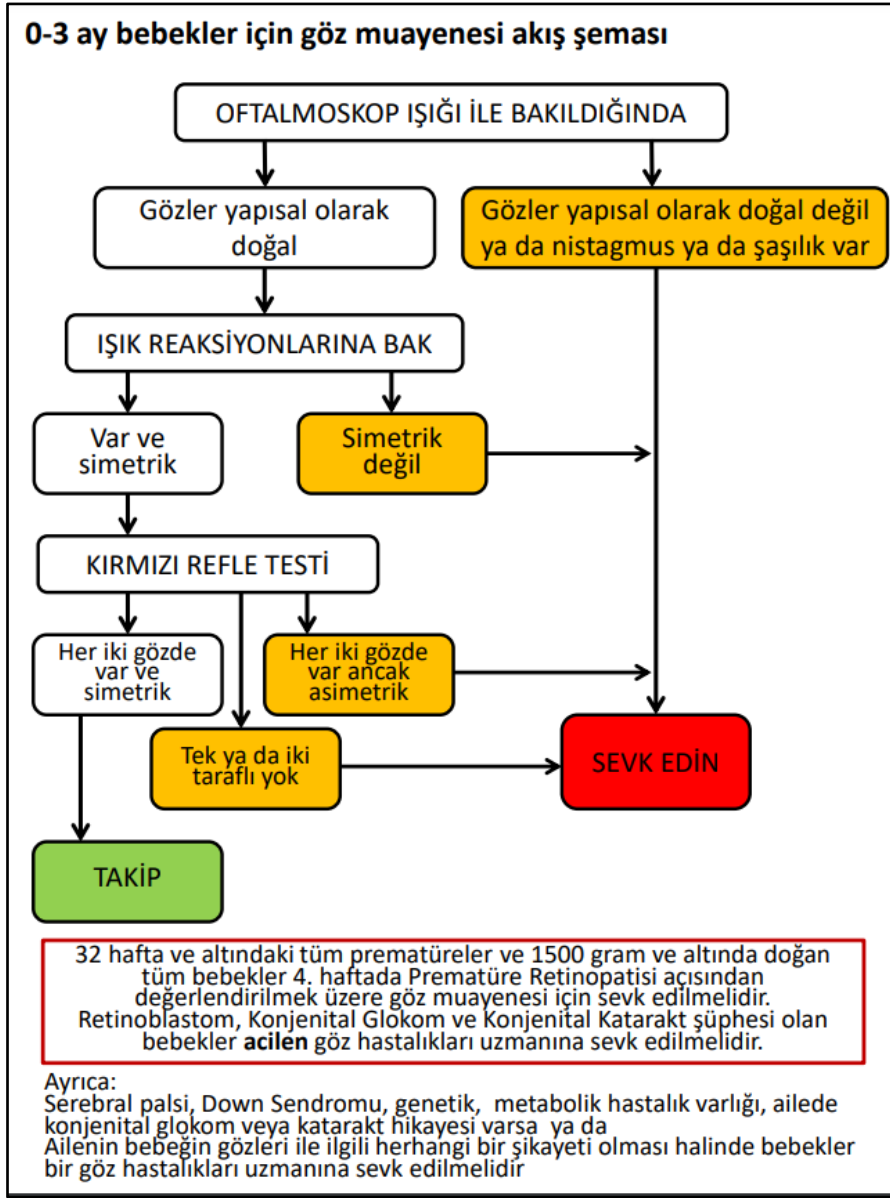 0-3 ay bebekler için göz muayenesi akış şeması
OFTALMOSKOP IŞIĞI İLE BAKILDIĞINDA
Gözler yapısal olarak
doğal
Gözler yapısal olarak doğal değil
ya da nistagmus ya da şaşılık var
IŞIK REAKSİYONLARINA BAK
Var ve
simetrik
Simetrik
değil
KIRMIZI REFLE TESTİ
Her iki gözde
var ve
simetrik
Her iki gözde
var ancak
asimetrik
Tek ya da iki
taraflı yok
SEVK EDİN
TAKİP
32 hafta ve altındaki tüm prematüreler ve 1500 gram ve altında doğan
tüm bebekler 4. haftada Prematüre Retinopatisi açısından
değerlendirilmek üzere göz muayenesi için sevk edilmelidir.
Retinoblastom, Konjenital Glokom ve Konjenital Katarakt şüphesi olan
bebekler acilen göz hastalıkları uzmanına sevk edilmelidir.
Ayrıca:
Serebral palsi, Down Sendromu, genetik, metabolik hastalık varlığı, ailede
konjenital glokom veya katarakt hikayesi varsa ya da
Ailenin bebeğin gözleri ile ilgili herhangi bir şikayeti olması halinde bebekler
bir göz hastalıkları uzmanına sevk edilmelidir